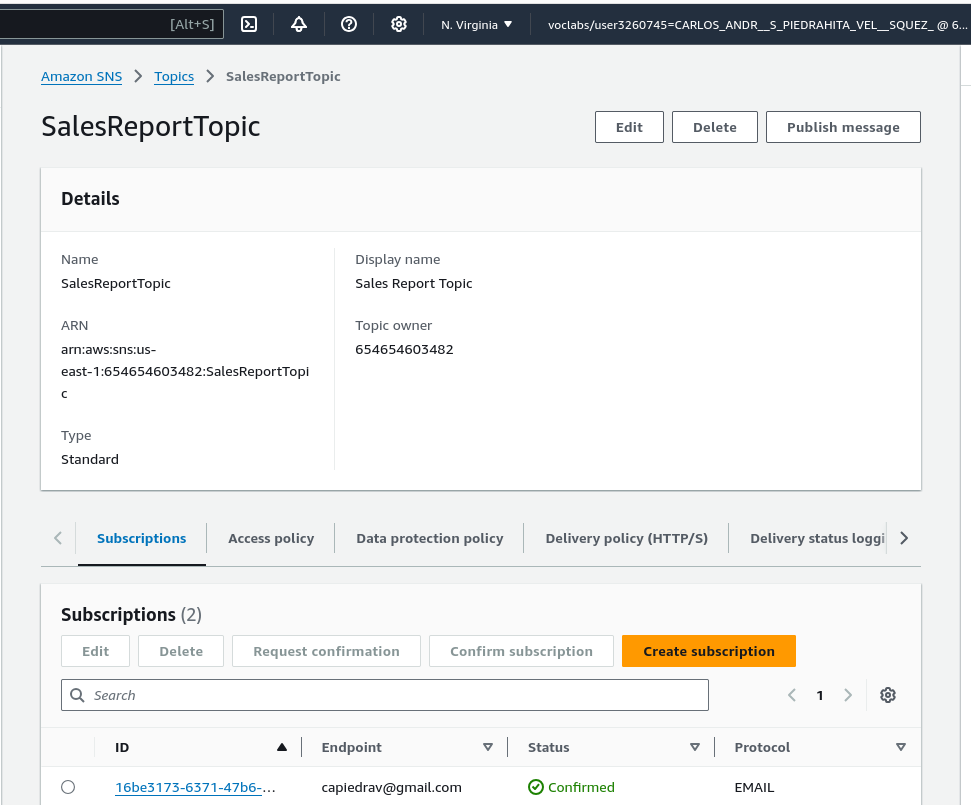 [Alt+S] N. Virginia voclabs/user3260745=CARLOS_ANDR__S_PIEDRAHITA_VEL__SQUEZ_ @ 6...
Amazon SNS Topics SalesReportTopic
SalesReportTopic Edit Delete Publish message
Details
Name
SalesReportTopic
ARN
arn:aws:sns:us-
east-1:654654603482:SalesReportTopi
c
Type
Standard
Display name
Sales Report Topic
Topic owner
654654603482
Subscriptions Access policy Data protection policy Delivery policy (HTTP/S) Delivery status loggi
Subscriptions (2)
Edit Delete Request confirmation Confirm subscription Create subscription
Search 1
ID Endpoint Status Protocol
16be3173-6371-47b6-... capiedrav@gmail.com Confirmed EMAIL